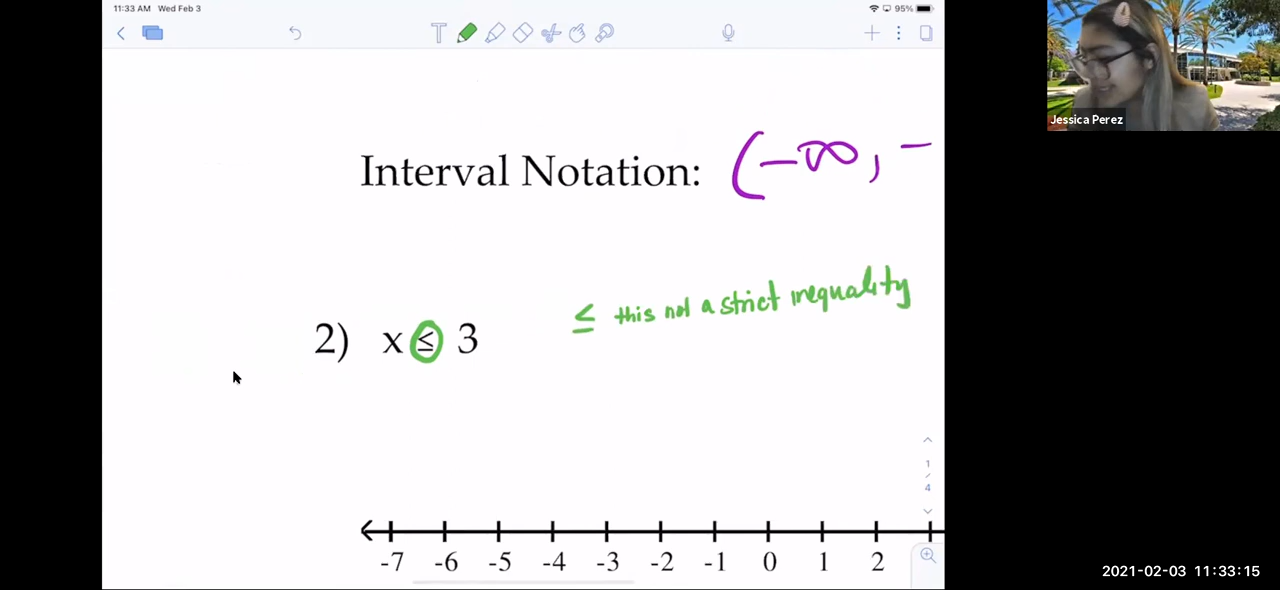 11:33 AM Wed Feb 3
95%
Jessica Perez
Interval Notation: (-∞, -
≤ this not a strict inequality
2) x ≤ 3
1
/
4
-7 -6 -5 -4 -3 -2 -1 0 1 2
2021-02-03 11:33:15